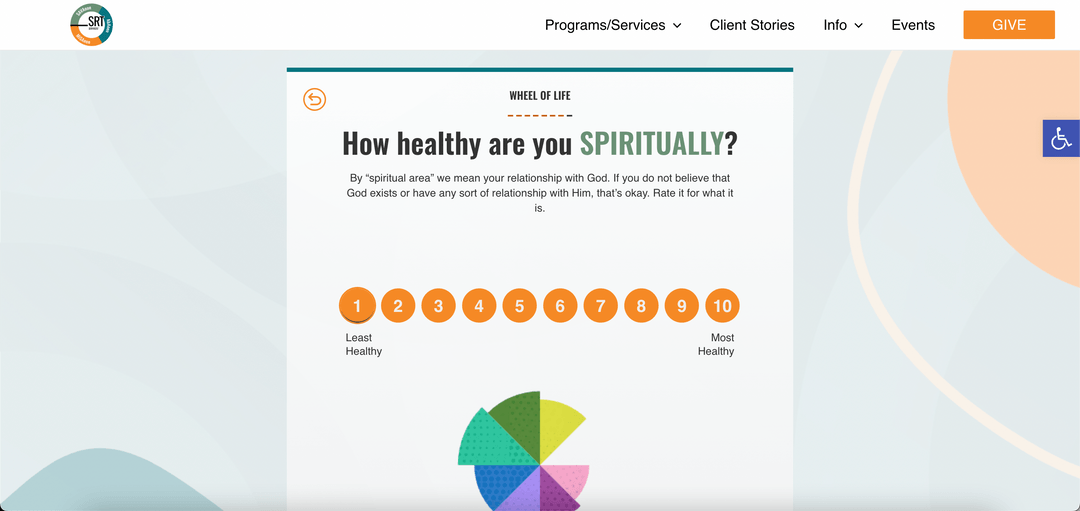 SRT
Programs/Services
Client Stories
Info
Events
GIVE
WHEEL OF LIFE
How healthy are you SPIRITUALLY?
By “spiritual area” we mean your relationship with God. If you do not believe that
God exists or have any sort of relationship with Him, that’s okay. Rate it for what it
is.
1 2 3 4 5 6 7 8 9 10
Least
Healthy
Most
Healthy